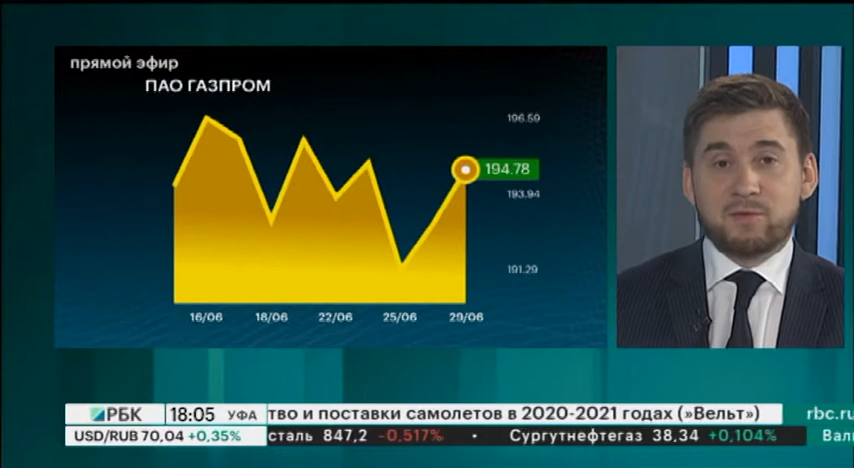 прямой эфир
ПАО ГАЗПРОМ
196.59
194.78
193.94
191.29
16/06 18/06 22/06 25/06 29/06
РБК 18:05 УФА тво и поставки самолетов в 2020-2021 годах (»Вельт») rbc.ru
USD/RUB 70,04 +0,35% сталь 847,2 -0,517% • Сургутнефтегаз 38,34 +0,104% Вал